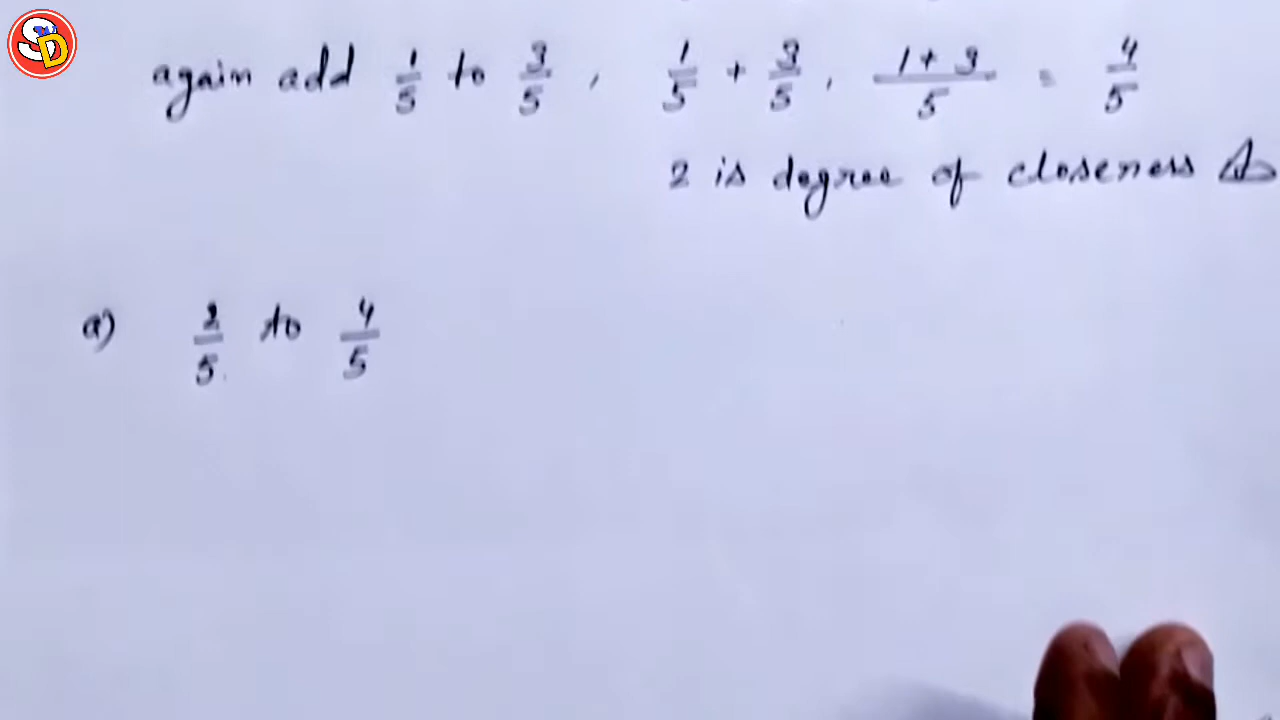 SD
again add 1/5 to 3/5, 1/5 + 3/5, (1+3)/5 = 4/5
2 is degree of closeness
a) 2/5 to 4/5